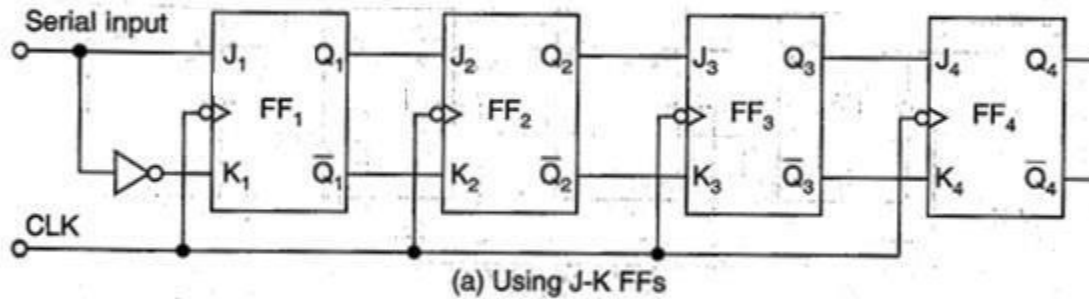 Serial input
J₁ Q₁ J₂ Q₂ J₃ Q₃ J₄ Q₄
FF₁ FF₂ FF₃ FF₄
K₁ Q̅₁ K₂ Q̅₂ K₃ Q̅₃ K₄ Q̅₄
CLK
(a) Using J-K FFs